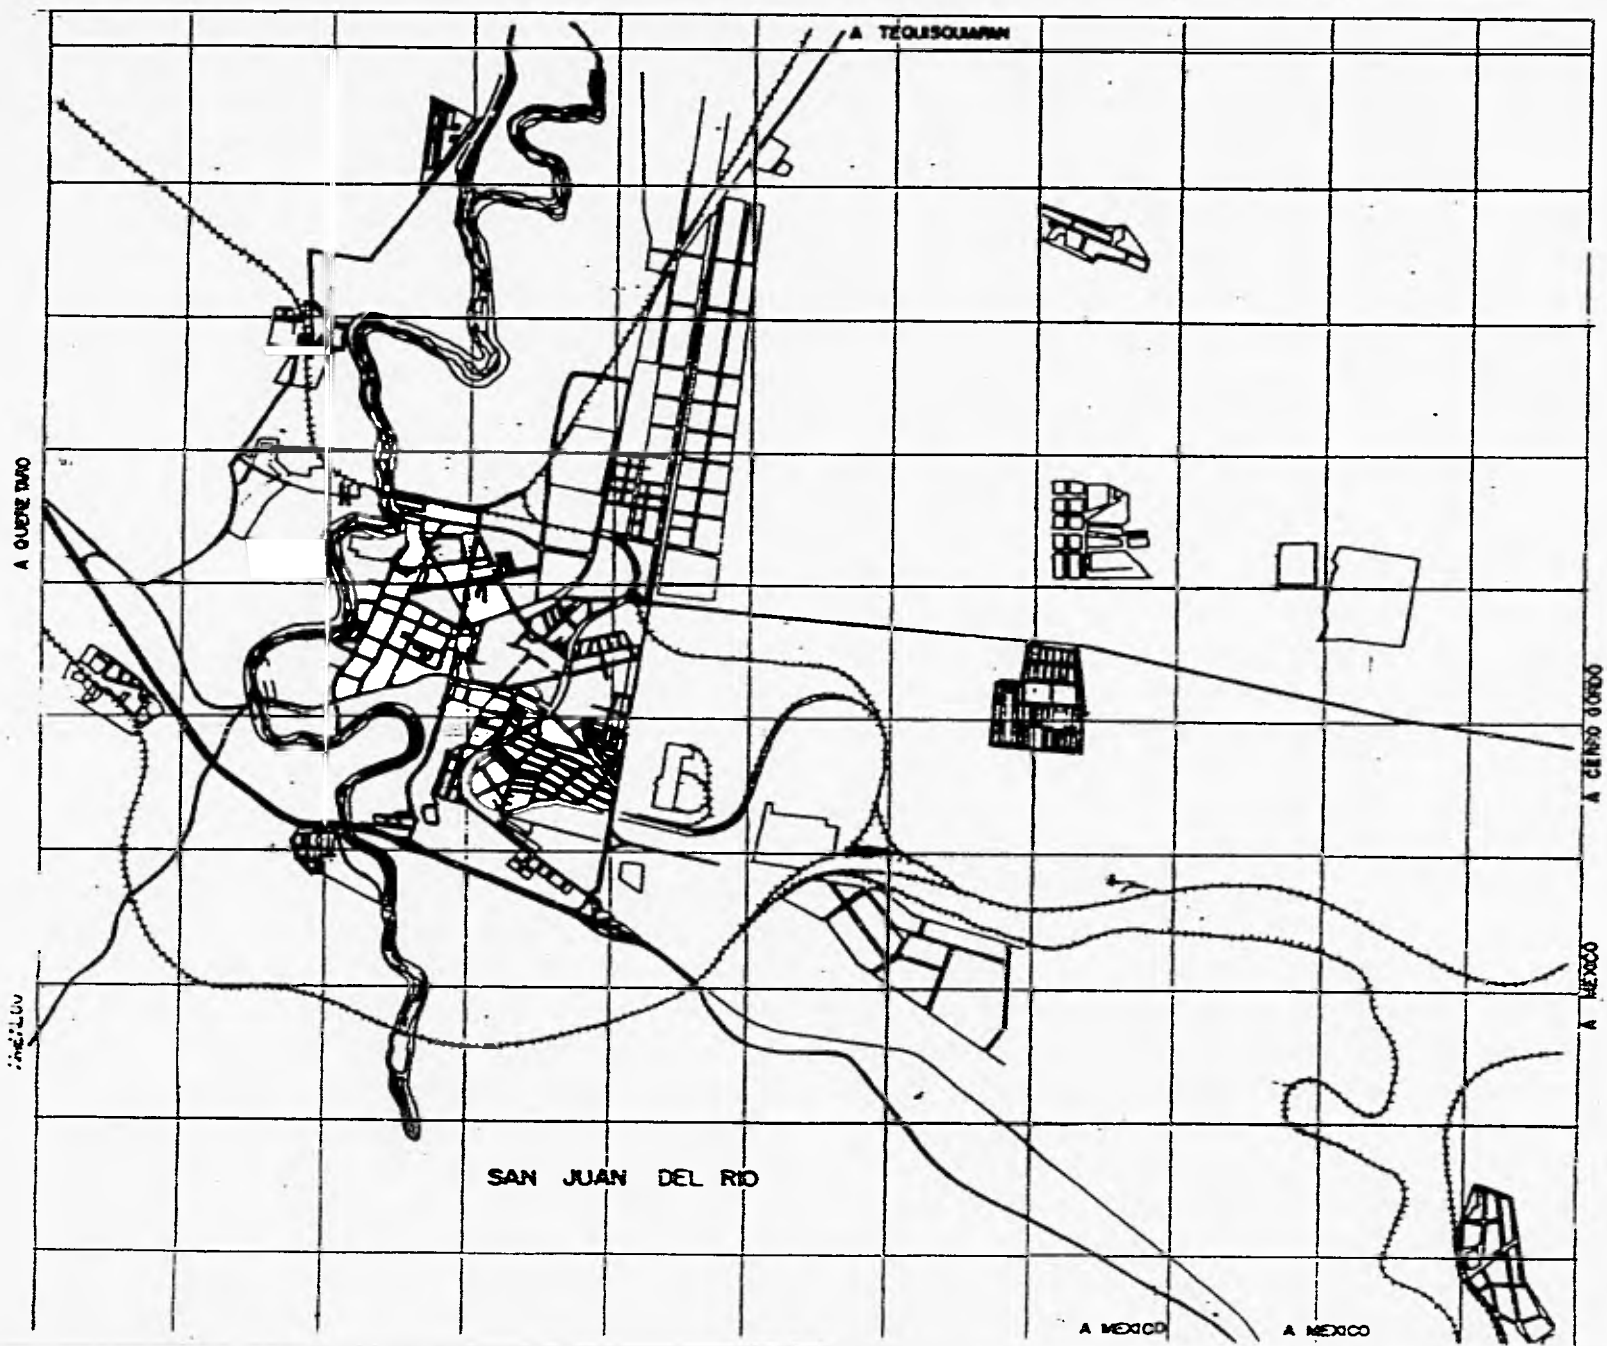 A TEQUISQUIAPAN
A QUERETARO
A CERRO GORDO
A MEXICO
SAN JUAN DEL RIO
A MEXICO
A MEXICO